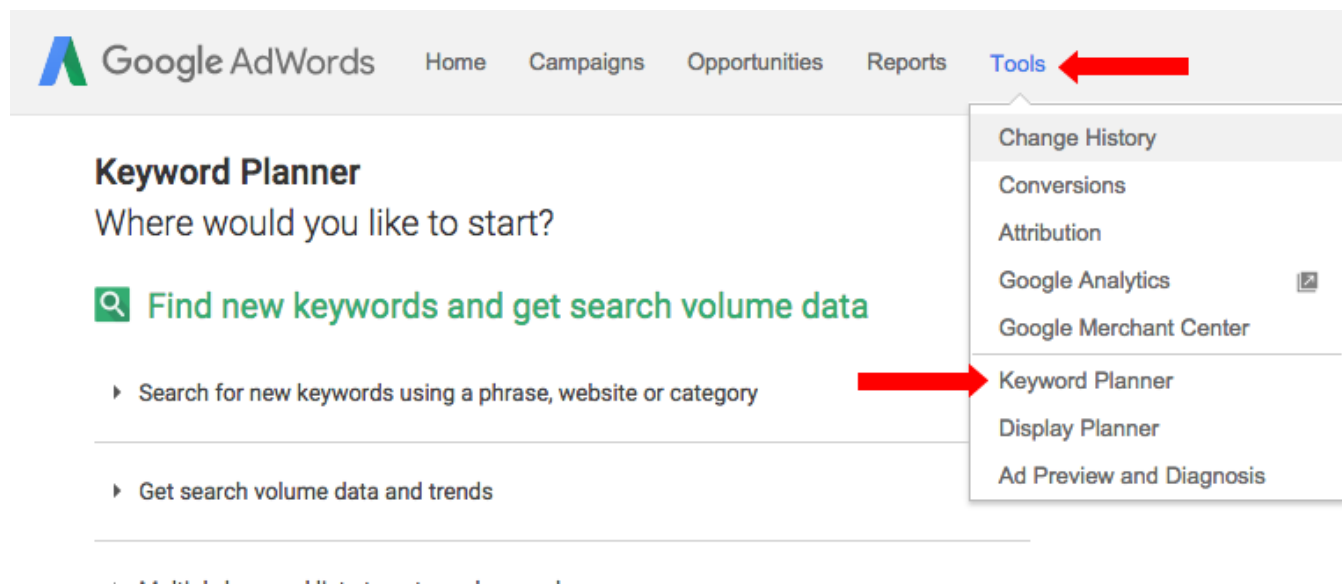 Google AdWords Home Campaigns Opportunities Reports Tools
Change History
Conversions
Attribution
Google Analytics
Google Merchant Center
Keyword Planner
Display Planner
Ad Preview and Diagnosis
Keyword Planner
Where would you like to start?
Find new keywords and get search volume data
Search for new keywords using a phrase, website or category
Get search volume data and trends